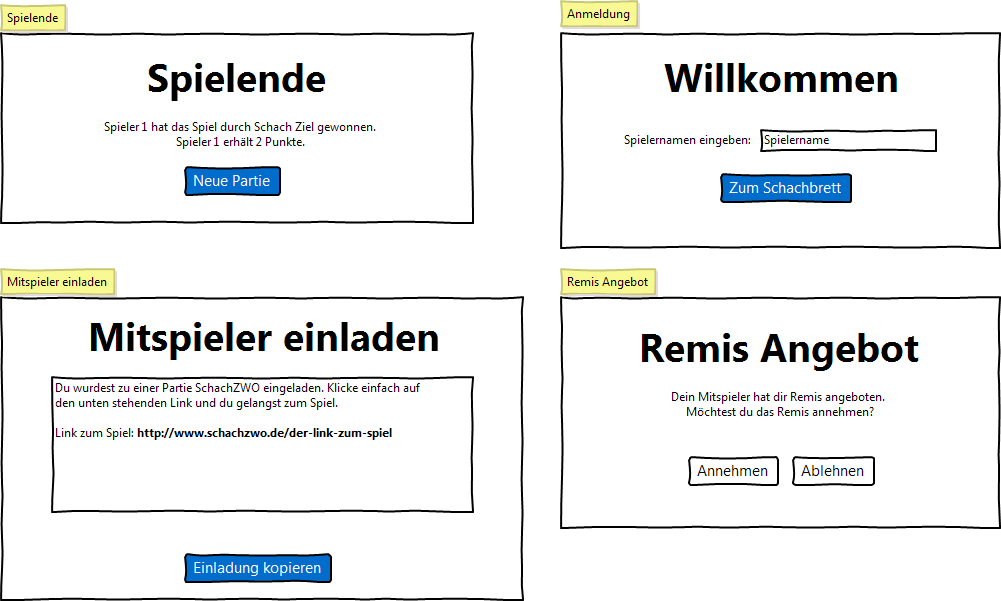 Spielende
Spielende
Spieler 1 hat das Spiel durch Schach Ziel gewonnen.
Spieler 1 erhält 2 Punkte.
Neue Partie
Anmeldung
Willkommen
Spielernamen eingeben: Spielername
Zum Schachbrett
Mitspieler einladen
Mitspieler einladen
Du wurdest zu einer Partie SchachZWO eingeladen. Klicke einfach auf
den unten stehenden Link und du gelangst zum Spiel.
Link zum Spiel: http://www.schachzwo.de/der-link-zum-spiel
Einladung kopieren
Remis Angebot
Remis Angebot
Dein Mitspieler hat dir Remis angeboten.
Möchtest du das Remis annehmen?
Annehmen Ablehnen